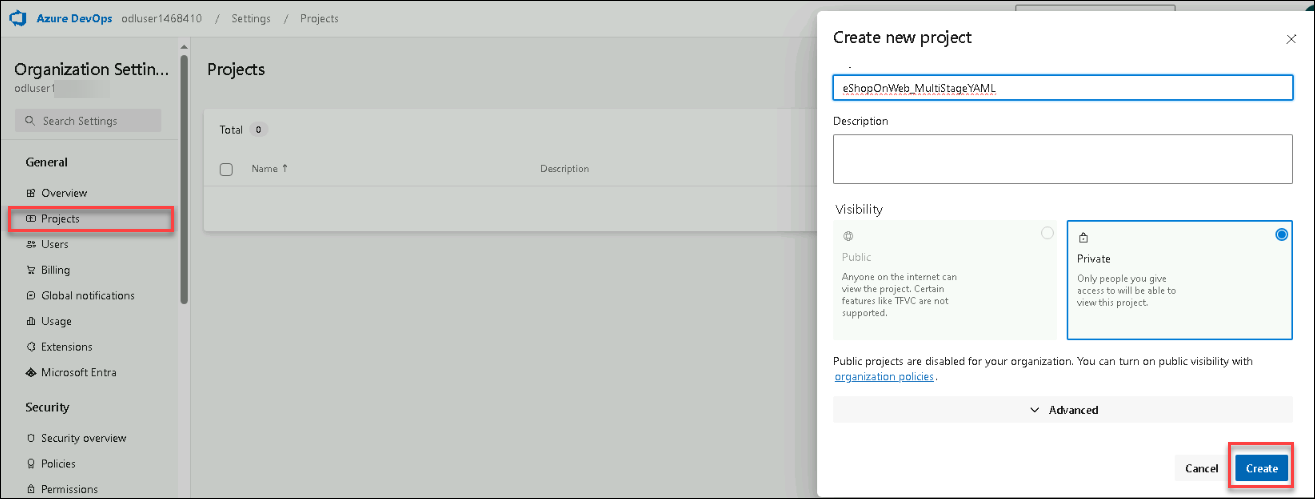 Azure DevOps odluser1468410 / Settings / Projects
Organization Settin...
odluser1
Search Settings
General
Overview
Projects
Users
Billing
Global notifications
Usage
Extensions
Microsoft Entra
Security
Security overview
Policies
Permissions
Projects
Total 0
Name ↑ Description
Create new project
eShopOnWeb_MultiStageYAML
Description
Visibility
Public
Anyone on the internet can
view the project. Certain
features like TFVC are not
supported.
Private
Only people you give
access to will be able to
view this project.
Public projects are disabled for your organization. You can turn on public visibility with
organization policies.
Advanced
Cancel Create